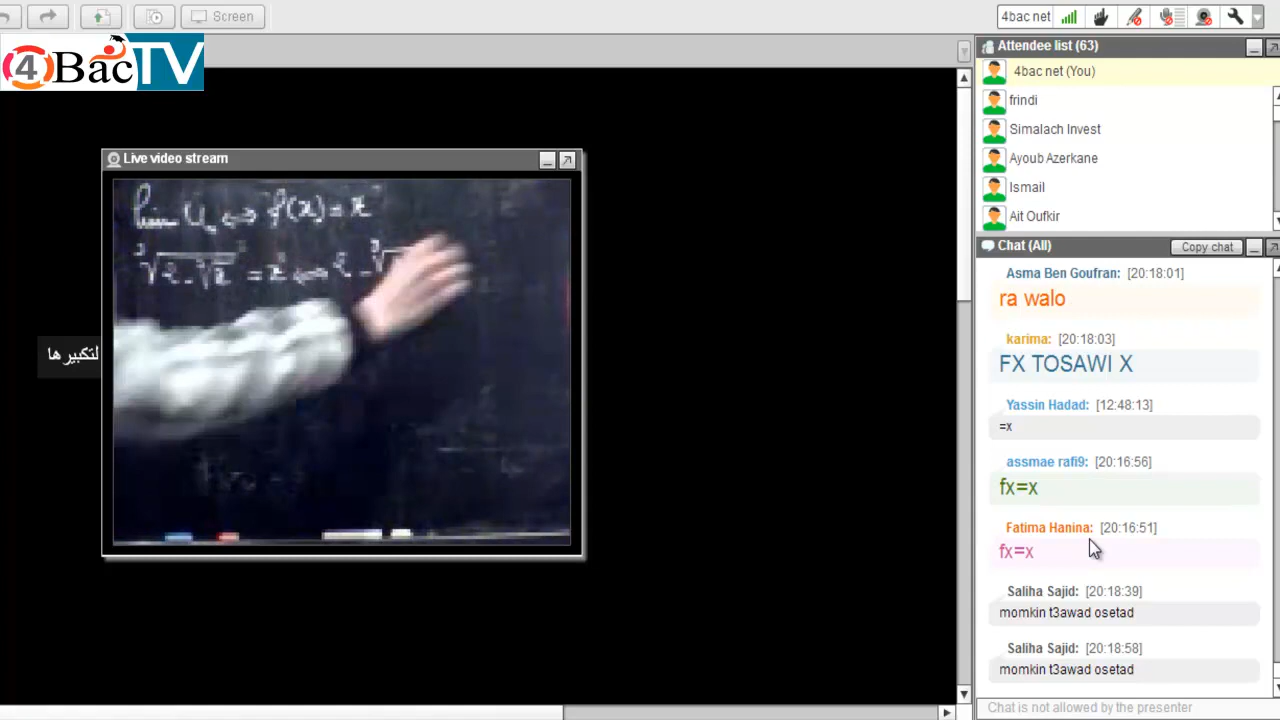 Screen
4bac net
4BacTV
Attendee list (63)
4bac net (You)
frindi
Simalach Invest
Ayoub Azerkane
Ismail
Ait Oufkir
Live video stream
lim Uₙ ⇔ f(x) = x
= x ⇔ 2 -
لتكبيرها
Chat (All)
Copy chat
Asma Ben Goufran: [20:18:01]
ra walo
karima: [20:18:03]
FX TOSAWI X
Yassin Hadad: [12:48:13]
=x
assmae rafi9: [20:16:56]
fx=x
Fatima Hanina: [20:16:51]
fx=x
Saliha Sajid: [20:18:39]
momkin t3awad osetad
Saliha Sajid: [20:18:58]
momkin t3awad osetad
Chat is not allowed by the presenter